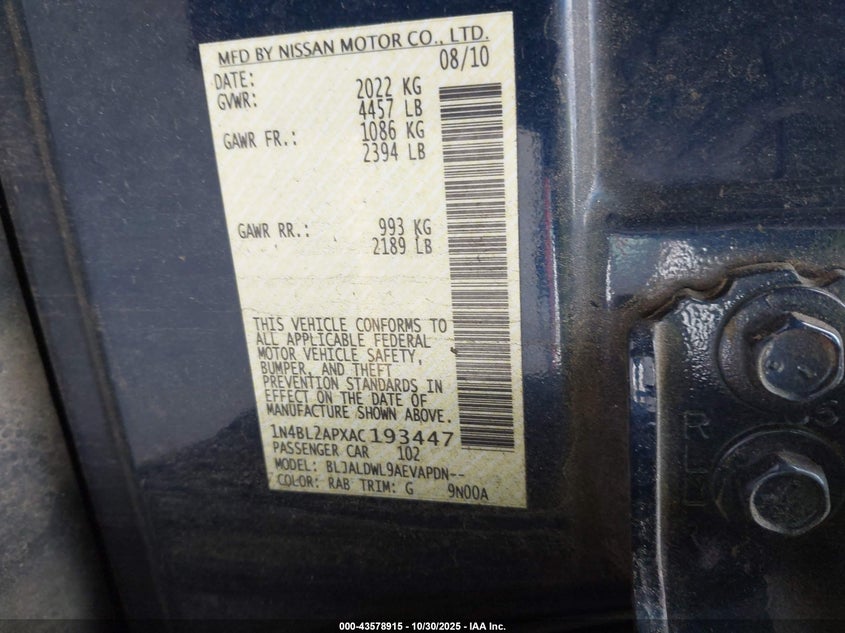 MFD BY NISSAN MOTOR CO., LTD.
DATE: 08/10
GVWR: 2022 KG
4457 LB
GAWR FR.: 1086 KG
2394 LB
GAWR RR.: 993 KG
2189 LB
THIS VEHICLE CONFORMS TO
ALL APPLICABLE FEDERAL
MOTOR VEHICLE SAFETY,
BUMPER, AND THEFT
PREVENTION STANDARDS IN
EFFECT ON THE DATE OF
MANUFACTURE SHOWN ABOVE.
1N4BL2APXAC193447
PASSENGER CAR 102
MODEL: BLJALDWL9AEVAPDN--
COLOR: RAB TRIM: G 9N00A
000-43578915 - 10/30/2025 - IAA Inc.